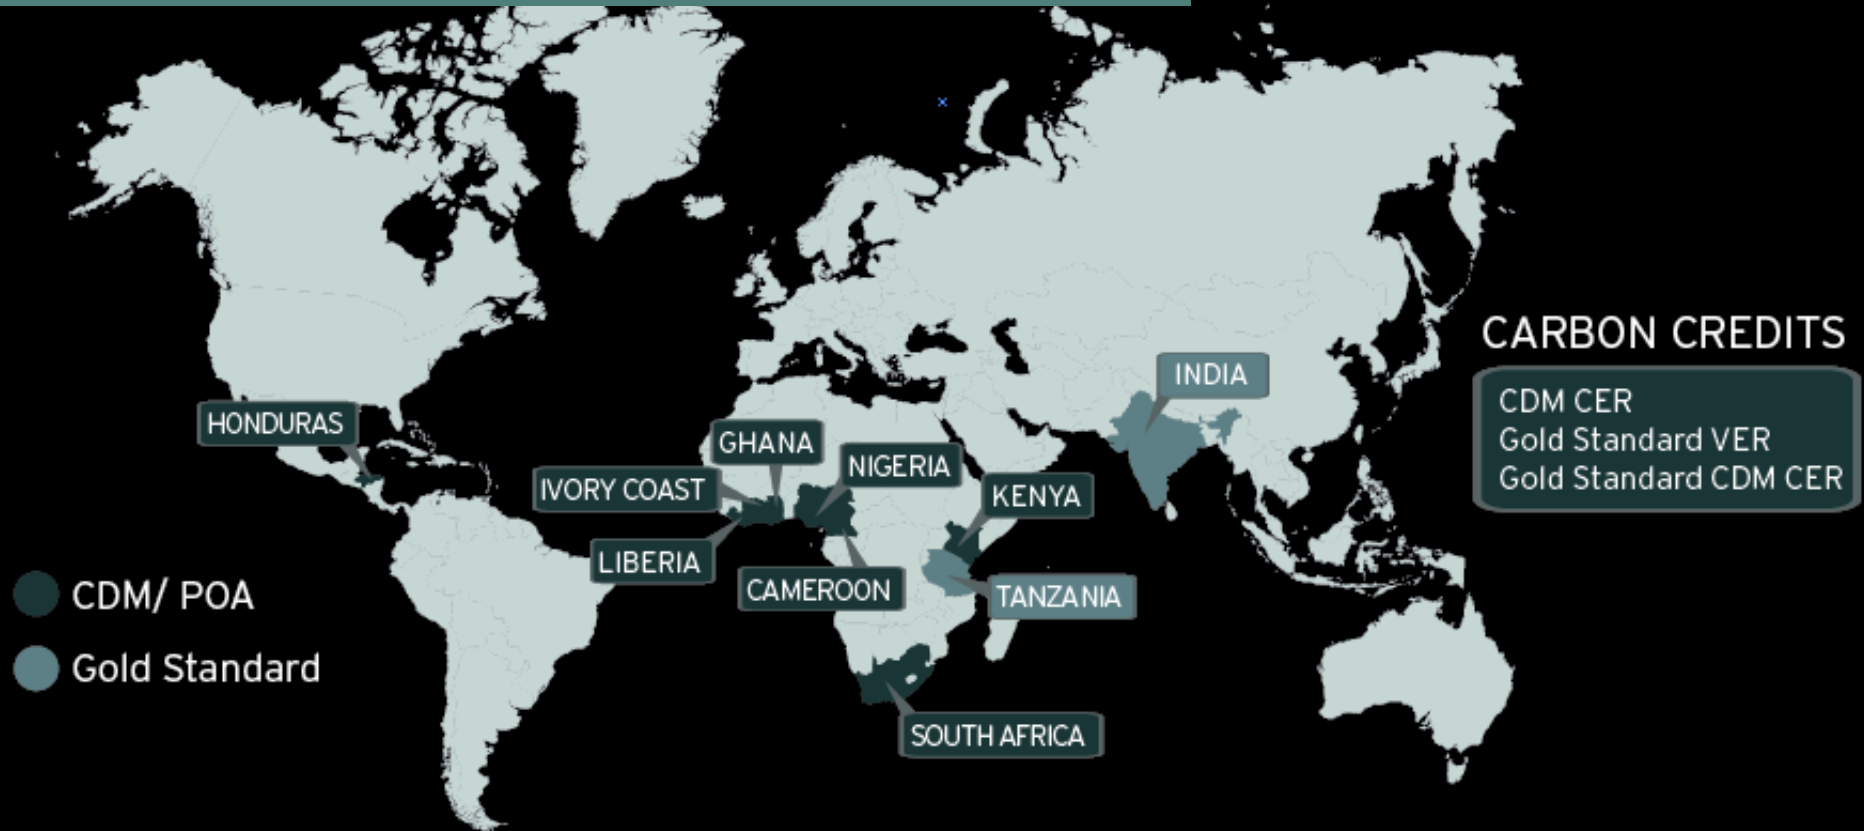 INDIA
CARBON CREDITS
CDM CER
Gold Standard VER
Gold Standard CDM CER
HONDURAS
GHANA
NIGERIA
IVORY COAST
KENYA
LIBERIA
CAMEROON
TANZANIA
SOUTH AFRICA
CDM/ POA
Gold Standard